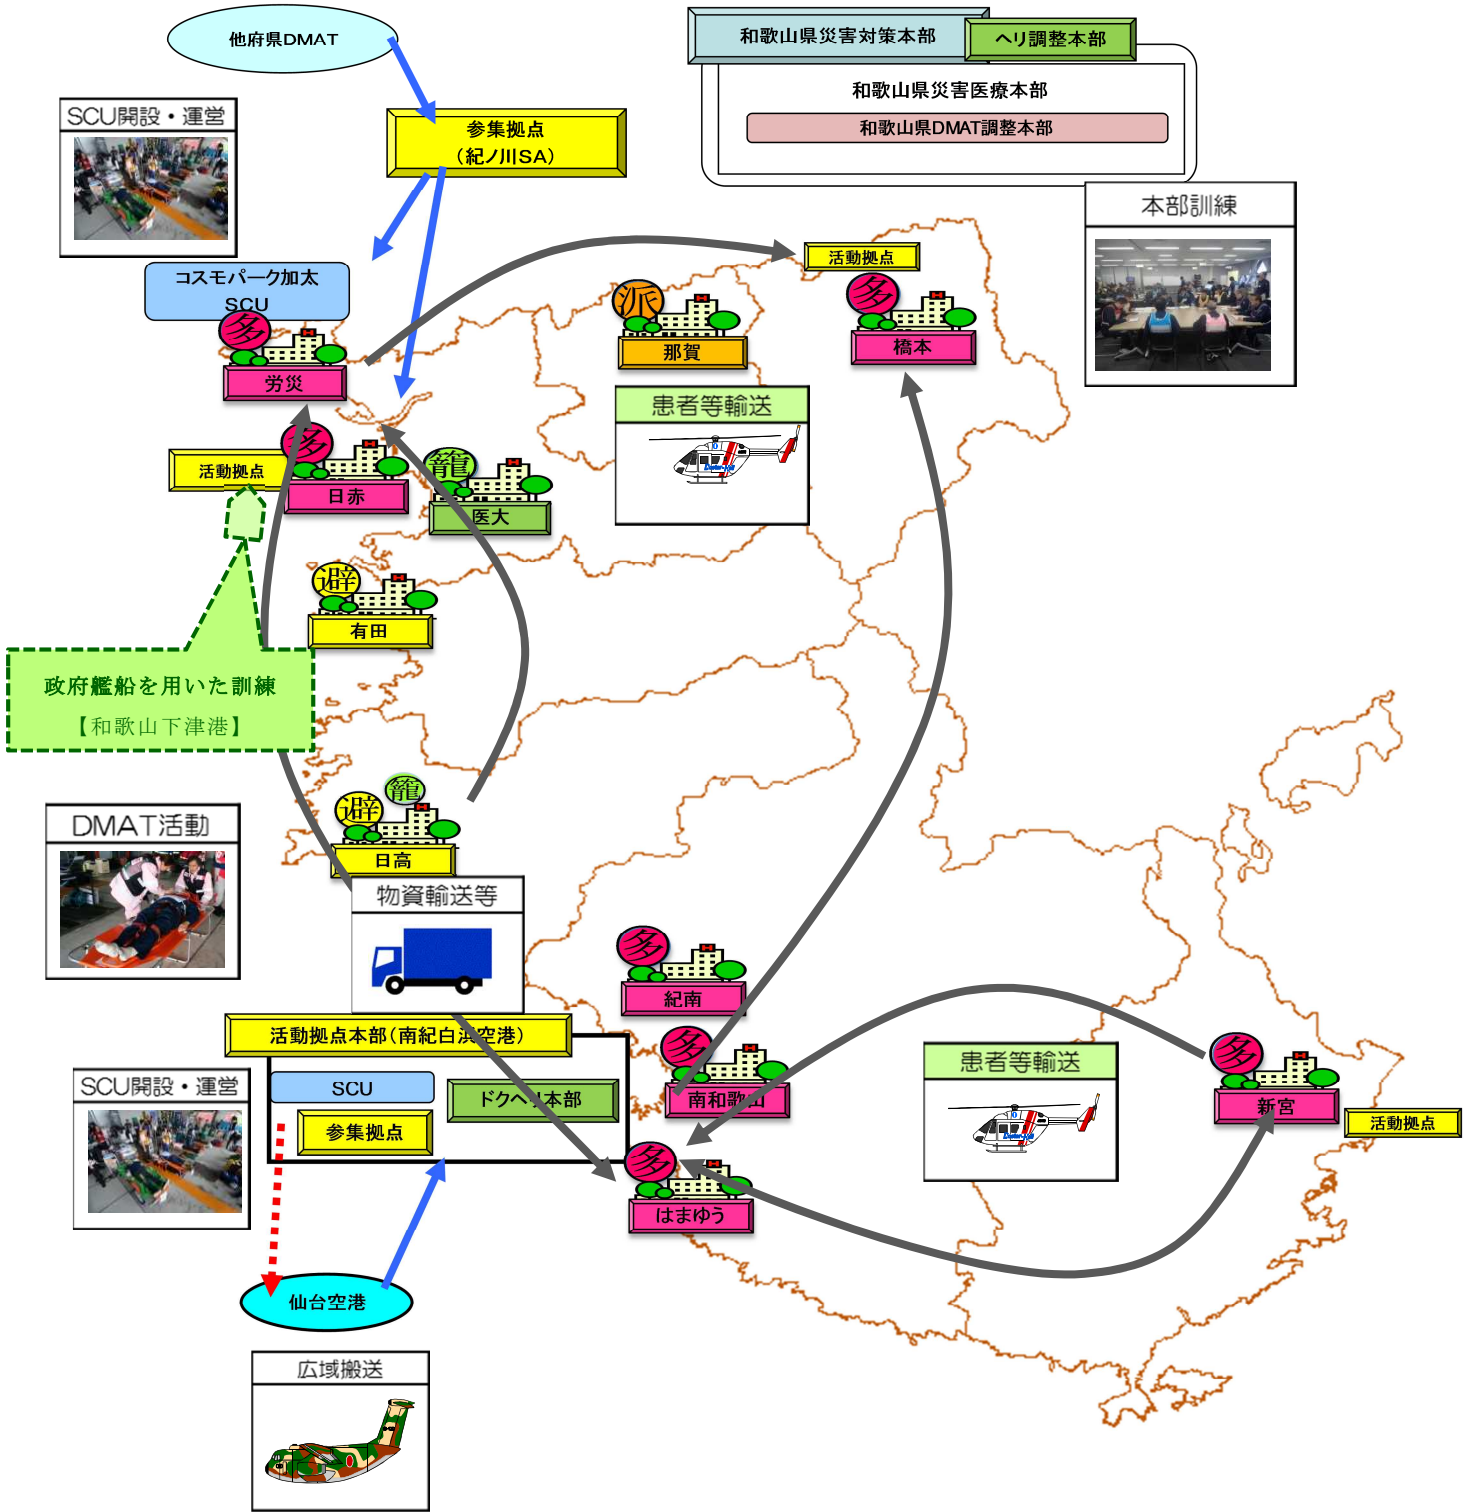 他府県DMAT
和歌山県災害対策本部
ヘリ調整本部
和歌山県災害医療本部
和歌山県DMAT調整本部
SCU開設・運営
参集拠点
（紀ノ川SA）
本部訓練
コスモパーク加太
SCU
多
労災
活動拠点
派
那賀
多
橋本
患者等輸送
活動拠点
多
日赤
籠
医大
避
有田
政府艦船を用いた訓練
【和歌山下津港】
避
籠
日高
DMAT活動
物資輸送等
多
紀南
活動拠点本部（南紀白浜空港）
SCU
ドクヘリ本部
参集拠点
多
南和歌山
患者等輸送
多
新宮
活動拠点
SCU開設・運営
多
はまゆう
仙台空港
広域搬送